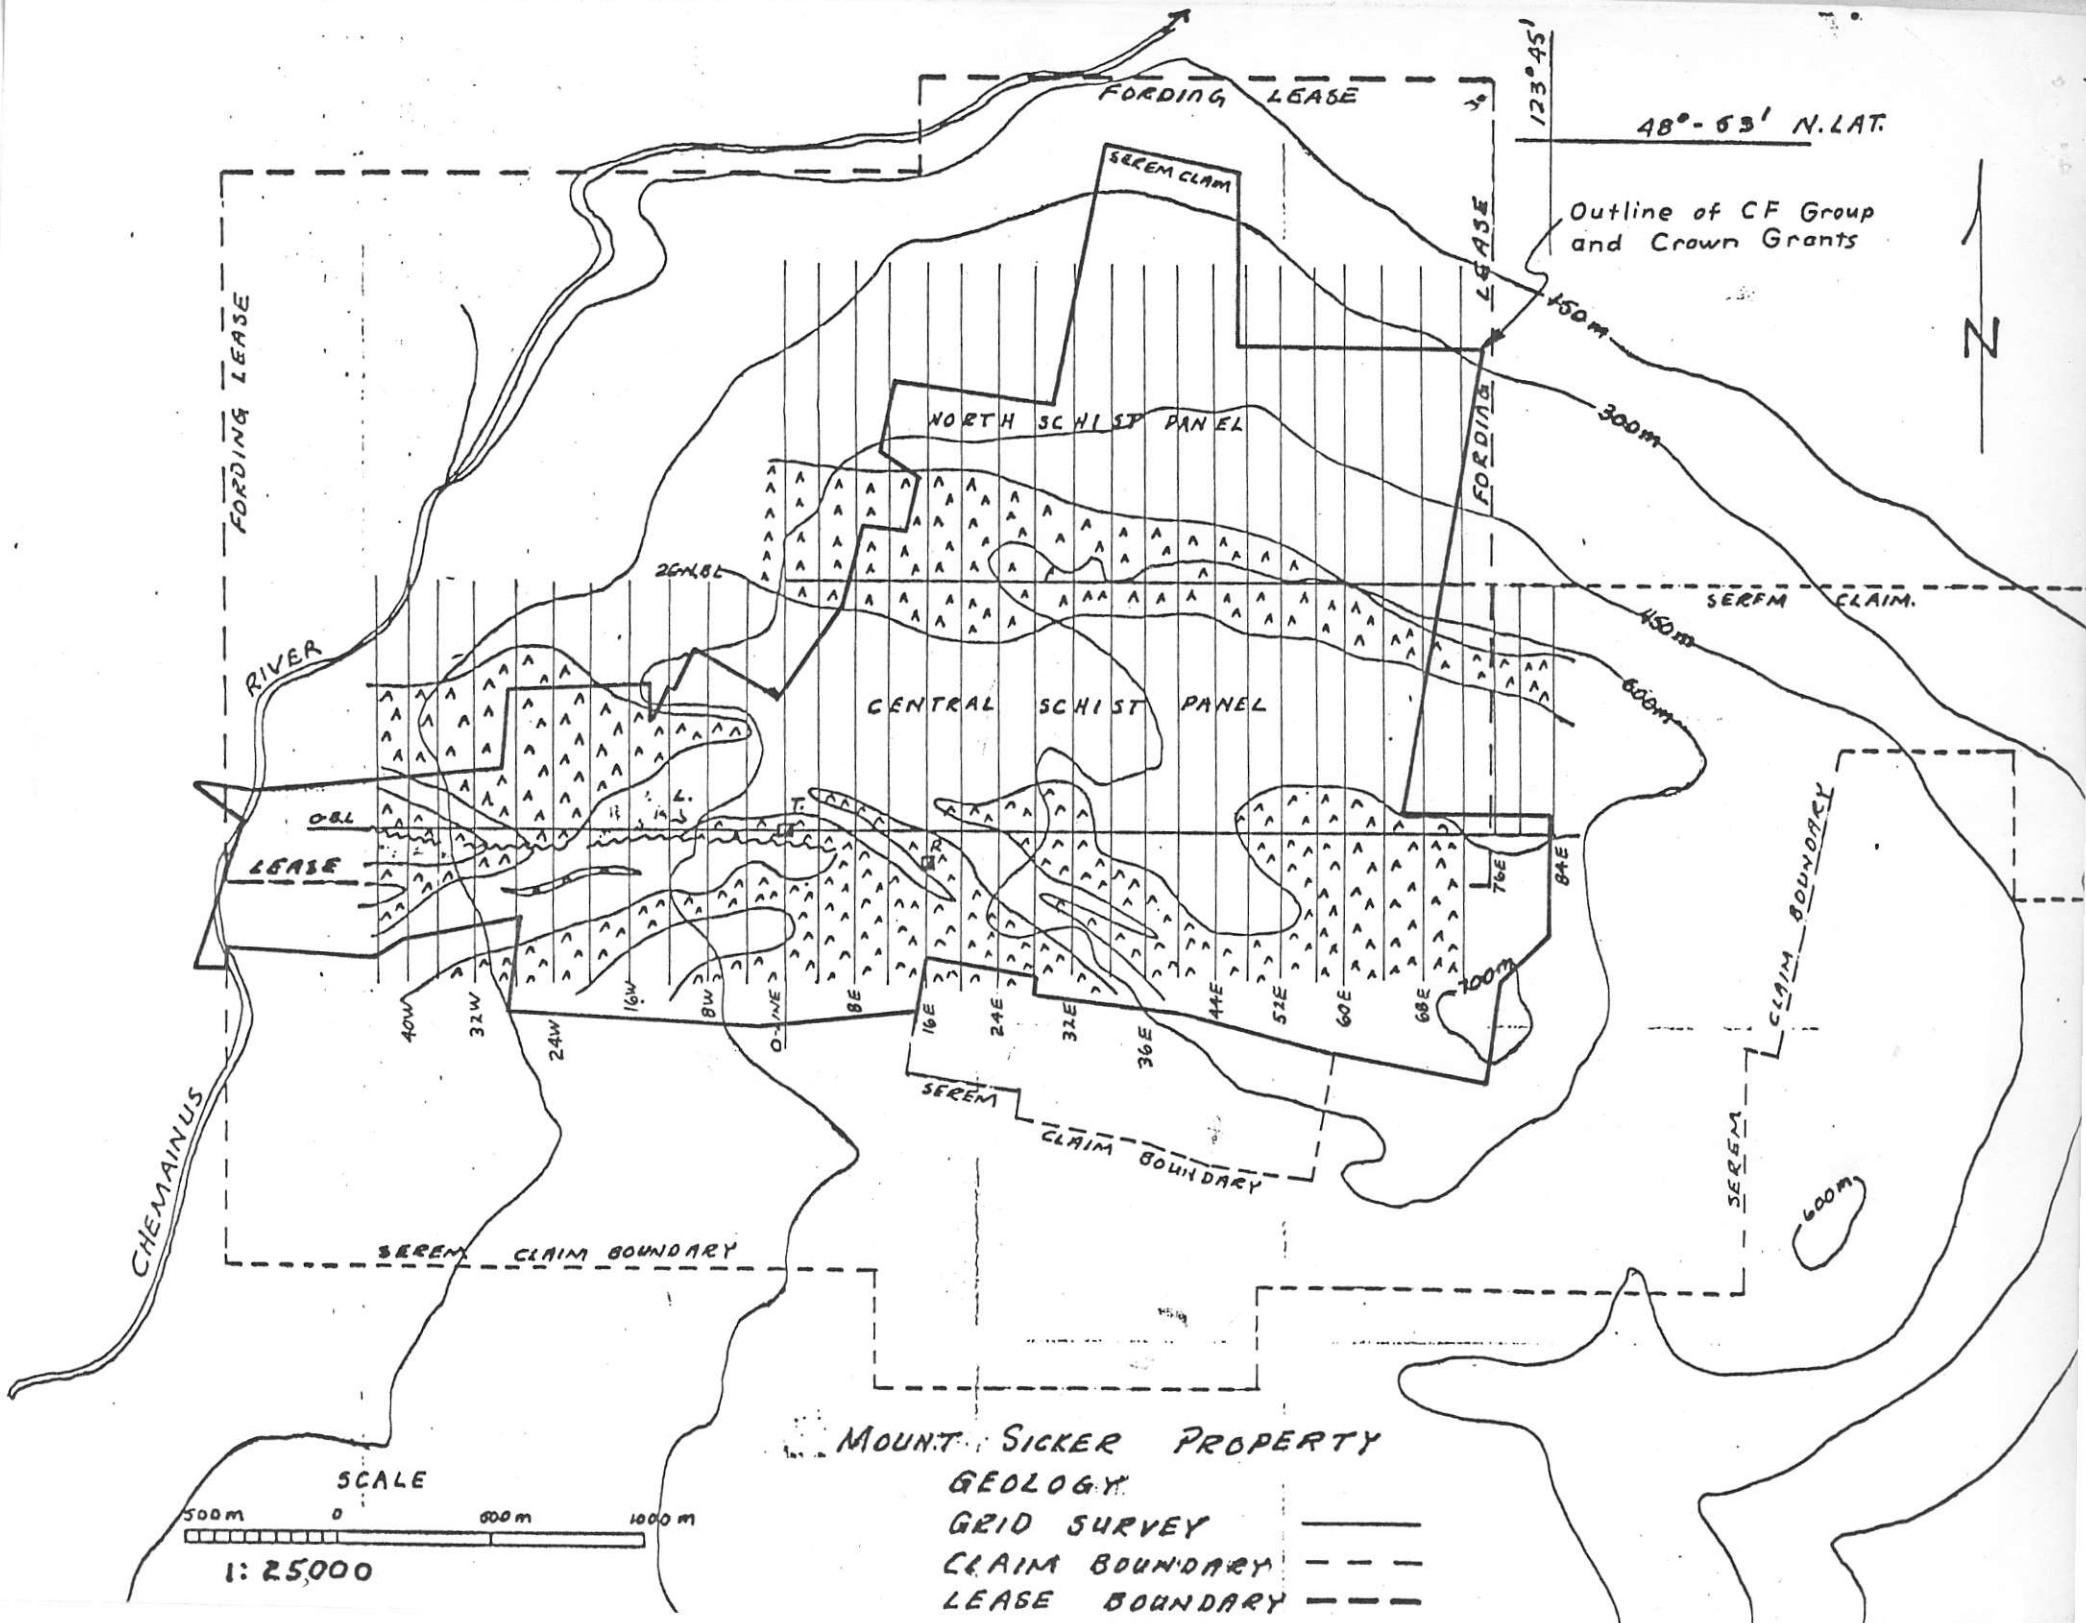 123°45'
FORDING LEASE
48°-53' N. LAT.
SEREM CLAIM
LEASE
Outline of CF Group
and Crown Grants
150m
N
FORDING LEASE
FORDING
NORTH SCHIST PANEL
300m
SEREM CLAIM.
450m
RIVER
600m
CENTRAL SCHIST PANEL
L.
T.
O-BL
LEASE
R.
76E
84E
CLAIM BOUNDARY
700m
40W
32W
24W
16W
8W
O-LINE
8E
16E
24E
32E
36E
44E
52E
60E
68E
SEREM
CLAIM BOUNDARY
CHEMAINUS
SEREM
600m
SEREM CLAIM BOUNDARY
MOUNT SICKER PROPERTY
GEOLOGY
GRID SURVEY
CLAIM BOUNDARY
LEASE BOUNDARY
SCALE
500m 0 500m 1000m
1:25,000